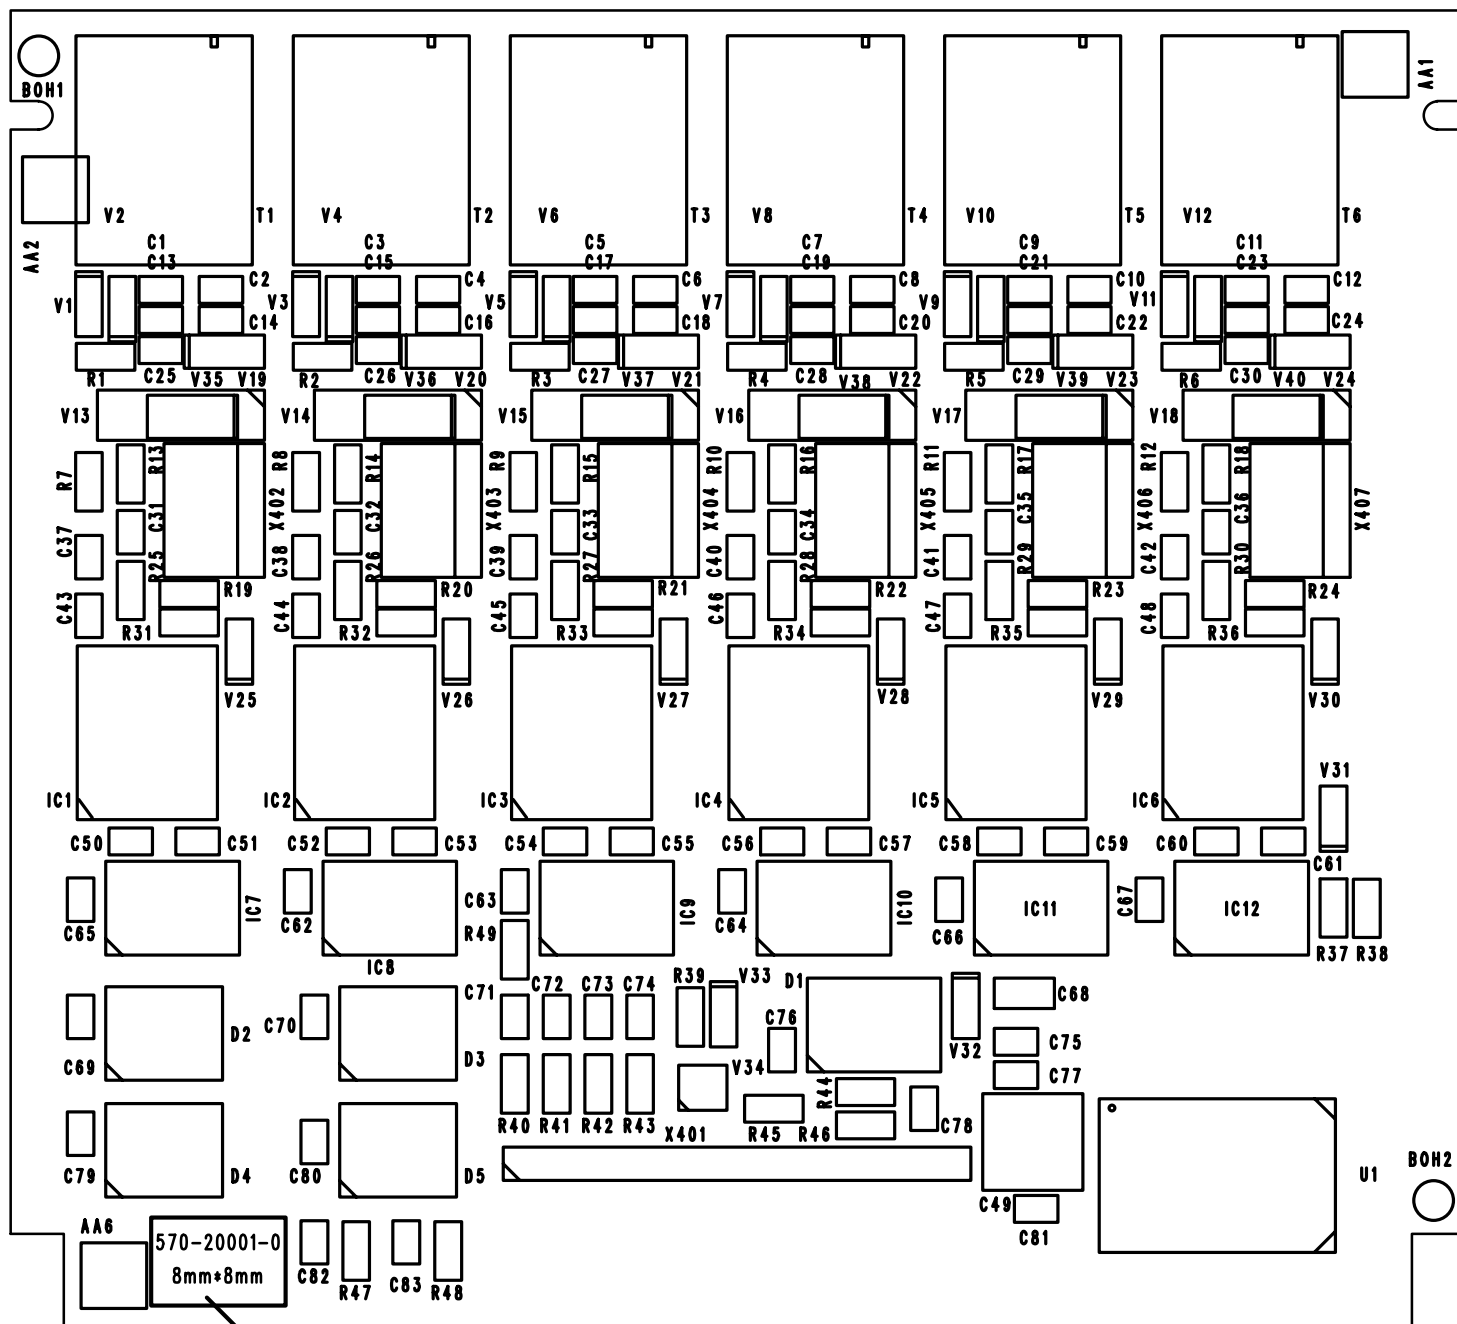 BOH1
AA1
AA2
V2 T1 V4 T2 V6 T3 V8 T4 V10 T5 V12 T6
C1 C3 C5 C7 C9 C11
C13 C15 C17 C19 C21 C23
C2 C4 C6 C8 C10 C12
V1 V3 V5 V7 V9 V11
C14 C16 C18 C20 C22 C24
R1 C25 V35 V19 R2 C26 V36 V20 R3 C27 V37 V21 R4 C28 V38 V22 R5 C29 V39 V23 R6 C30 V40 V24
V13 V14 V15 V16 V17 V18
R7 R13 R8 R14 R9 R15 R10 R16 R11 R17 R12 R18
C31 X402 C32 X403 C33 X404 C34 X405 C35 X406 C36 X407
C37 R25 C38 R26 C39 R27 C40 R28 C41 R29 C42 R30
R19 R20 R21 R22 R23 R24
C43 C44 C45 C46 C47 C48
R31 R32 R33 R34 R35 R36
V25 V26 V27 V28 V29 V30
V31
IC1 IC2 IC3 IC4 IC5 IC6
C50 C51 C52 C53 C54 C55 C56 C57 C58 C59 C60 C61
C65 IC7 C62 IC8 C63 IC9 C64 IC10 C66 IC11 C67 IC12
R49 R37 R38
C71 C72 C73 C74 R39 V33 D1 C68
C69 D2 C70 D3 C76 V32 C75
V34 R44 C77
R40 R41 R42 R43 X401 R45 R46 C78
C79 D4 C80 D5 C49 U1 BOH2
C81
AA6
570-20001-0
8mm*8mm
C82 R47 C83 R48